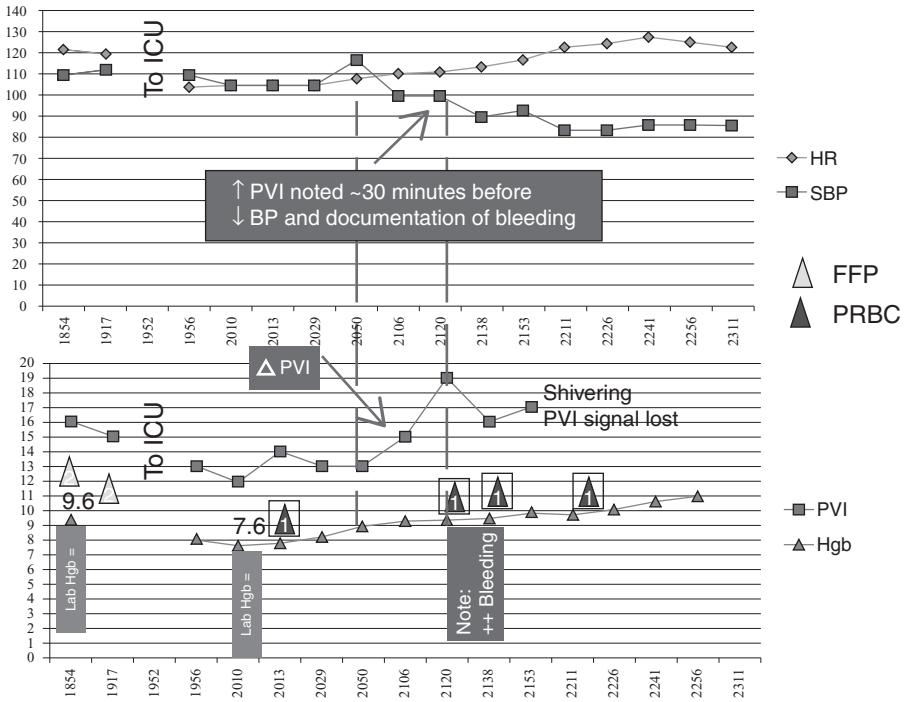 140
130
120
110
100
90
80
70
60
50
40
30
20
10
0
To ICU
↑ PVI noted ~30 minutes before
↓ BP and documentation of bleeding
HR
SBP
FFP
PRBC
1854 1917 1952 1956 2010 2013 2029 2050 2106 2120 2138 2153 2211 2226 2241 2256 2311
20
19
18
17
16
15
14
13
12
11
10
9
8
7
6
5
4
3
2
1
0
To ICU
△ PVI
Shivering
PVI signal lost
9.6
7.6
1
1
1
1
Lab Hgb =
Lab Hgb =
Note:
++ Bleeding
PVI
Hgb
1854 1917 1952 1956 2010 2013 2029 2050 2106 2120 2138 2153 2211 2226 2241 2256 2311